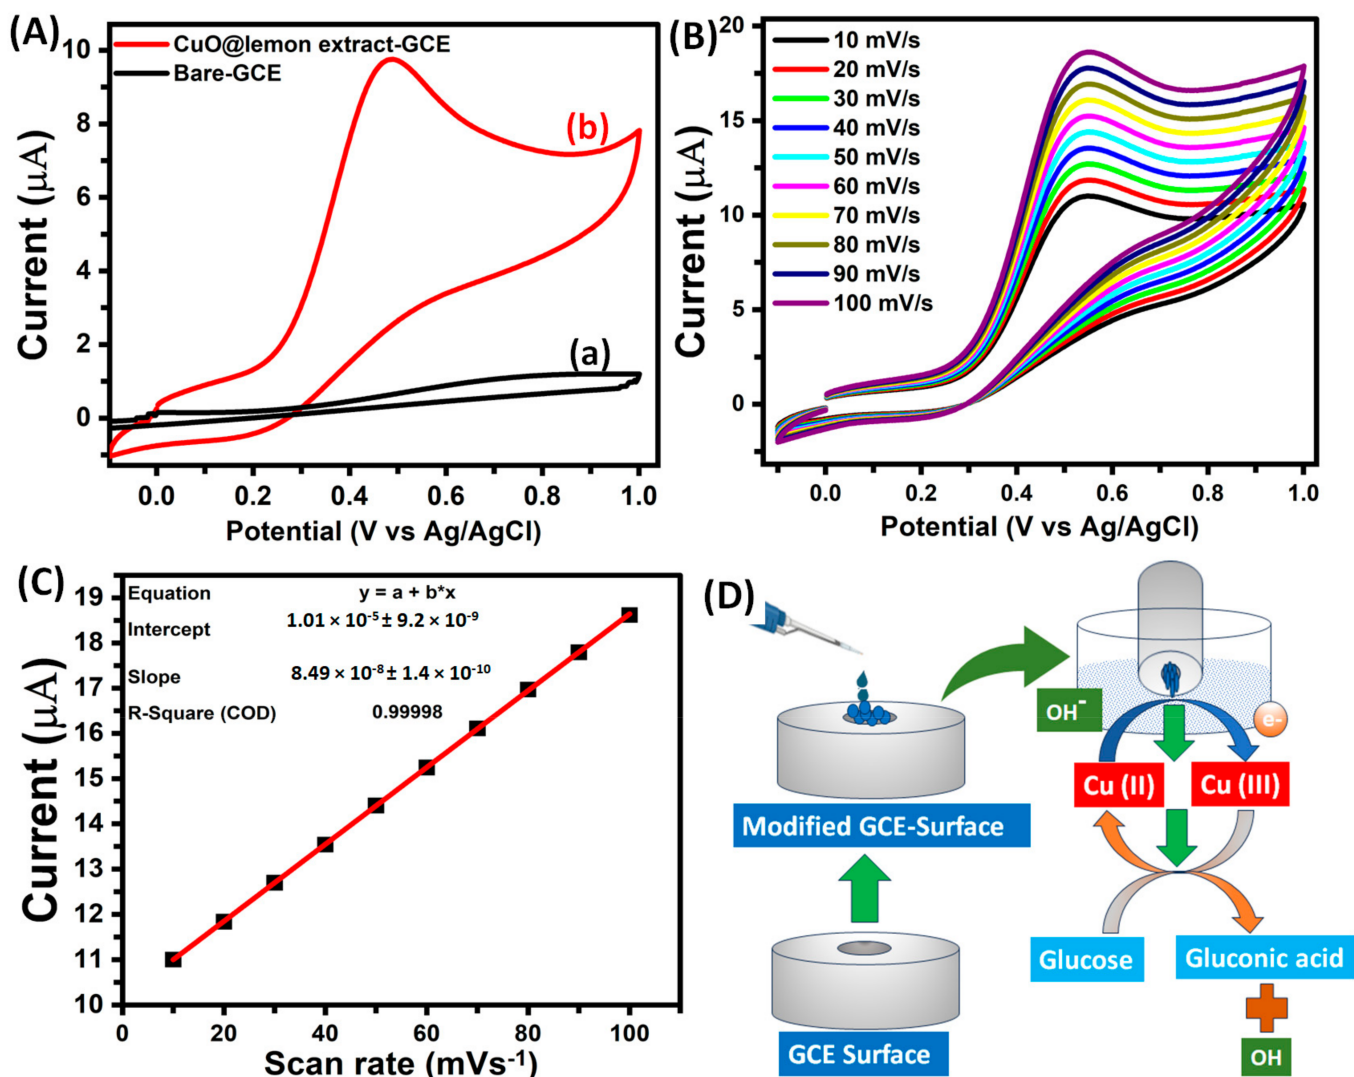 (A)
CuO@lemon extract-GCE
Bare-GCE
(b)
(a)
Current (μA)
10
8
6
4
2
0
0.0 0.2 0.4 0.6 0.8 1.0
Potential (V vs Ag/AgCl)
(B)
10 mV/s
20 mV/s
30 mV/s
40 mV/s
50 mV/s
60 mV/s
70 mV/s
80 mV/s
90 mV/s
100 mV/s
Current (μA)
20
15
10
5
0
0.0 0.2 0.4 0.6 0.8 1.0
Potential (V vs Ag/AgCl)
(C)
Equation y = a + b*x
Intercept 1.01 × 10⁻⁵ ± 9.2 × 10⁻⁹
Slope 8.49 × 10⁻⁸ ± 1.4 × 10⁻¹⁰
R-Square (COD) 0.99998
Current (μA)
19
18
17
16
15
14
13
12
11
10
0 20 40 60 80 100
Scan rate (mVs⁻¹)
(D)
OH⁻
e-
Cu (II) Cu (III)
Modified GCE-Surface
Glucose Gluconic acid
GCE Surface
OH